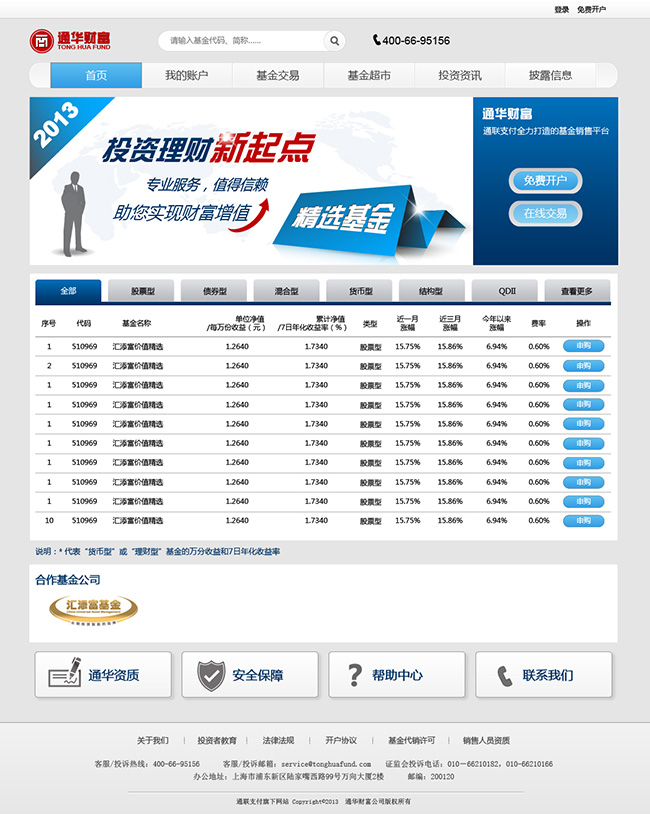 登录 免费开户
通华财富
TONG HUA FUND
请输入基金代码、简称......
400-66-95156
首页 我的账户 基金交易 基金超市 投资资讯 披露信息
2013
投资理财新起点
专业服务，值得信赖
助您实现财富增值
精选基金
通华财富
通联支付全力打造的基金销售平台
免费开户
在线交易
全部 股票型 债券型 混合型 货币型 结构型 QDII 查看更多
序号 代码 基金名称 单位净值/每万份收益（元） 累计净值/7日年化收益率（%） 类型 近一月涨幅 近三月涨幅 今年以来涨幅 费率 操作
1 510969 汇添富价值精选 1.2640 1.7340 股票型 15.75% 15.86% 6.94% 0.60% 申购
2 510969 汇添富价值精选 1.2640 1.7340 股票型 15.75% 15.86% 6.94% 0.60% 申购
1 510969 汇添富价值精选 1.2640 1.7340 股票型 15.75% 15.86% 6.94% 0.60% 申购
1 510969 汇添富价值精选 1.2640 1.7340 股票型 15.75% 15.86% 6.94% 0.60% 申购
1 510969 汇添富价值精选 1.2640 1.7340 股票型 15.75% 15.86% 6.94% 0.60% 申购
1 510969 汇添富价值精选 1.2640 1.7340 股票型 15.75% 15.86% 6.94% 0.60% 申购
1 510969 汇添富价值精选 1.2640 1.7340 股票型 15.75% 15.86% 6.94% 0.60% 申购
1 510969 汇添富价值精选 1.2640 1.7340 股票型 15.75% 15.86% 6.94% 0.60% 申购
1 510969 汇添富价值精选 1.2640 1.7340 股票型 15.75% 15.86% 6.94% 0.60% 申购
10 510969 汇添富价值精选 1.2640 1.7340 股票型 15.75% 15.86% 6.94% 0.60% 申购
说明：* 代表“货币型”或“理财型”基金的万分收益和7日年化收益率
合作基金公司
汇添富基金
通华资质 安全保障 帮助中心 联系我们
关于我们 | 投资者教育 | 法律法规 | 开户协议 | 基金代销许可 | 销售人员资质
客服/投诉热线：400-66-95156 客服/投诉邮箱：service@tonghuafund.com 证监会投诉电话：010-66210182，010-66210166
办公地址：上海市浦东新区陆家嘴西路99号万向大厦2楼 邮编：200120
通联支付旗下网站 Copyright©2013 通华财富公司版权所有